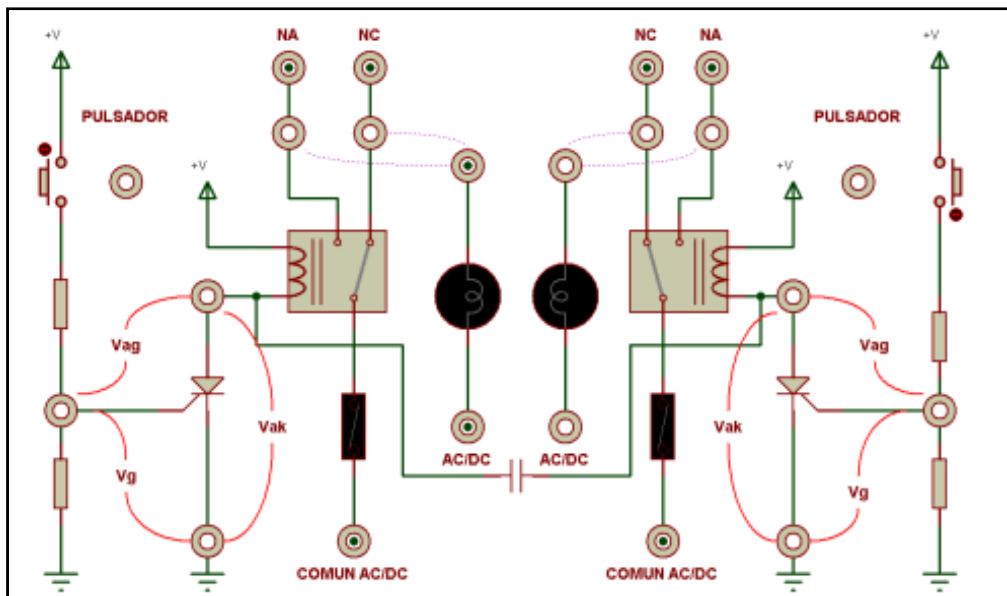 NA
NC
NC
NA
+V
+V
PULSADOR
PULSADOR
+V
+V
Vag
Vag
Vak
Vak
AC/DC
AC/DC
Vg
Vg
COMUN AC/DC
COMUN AC/DC